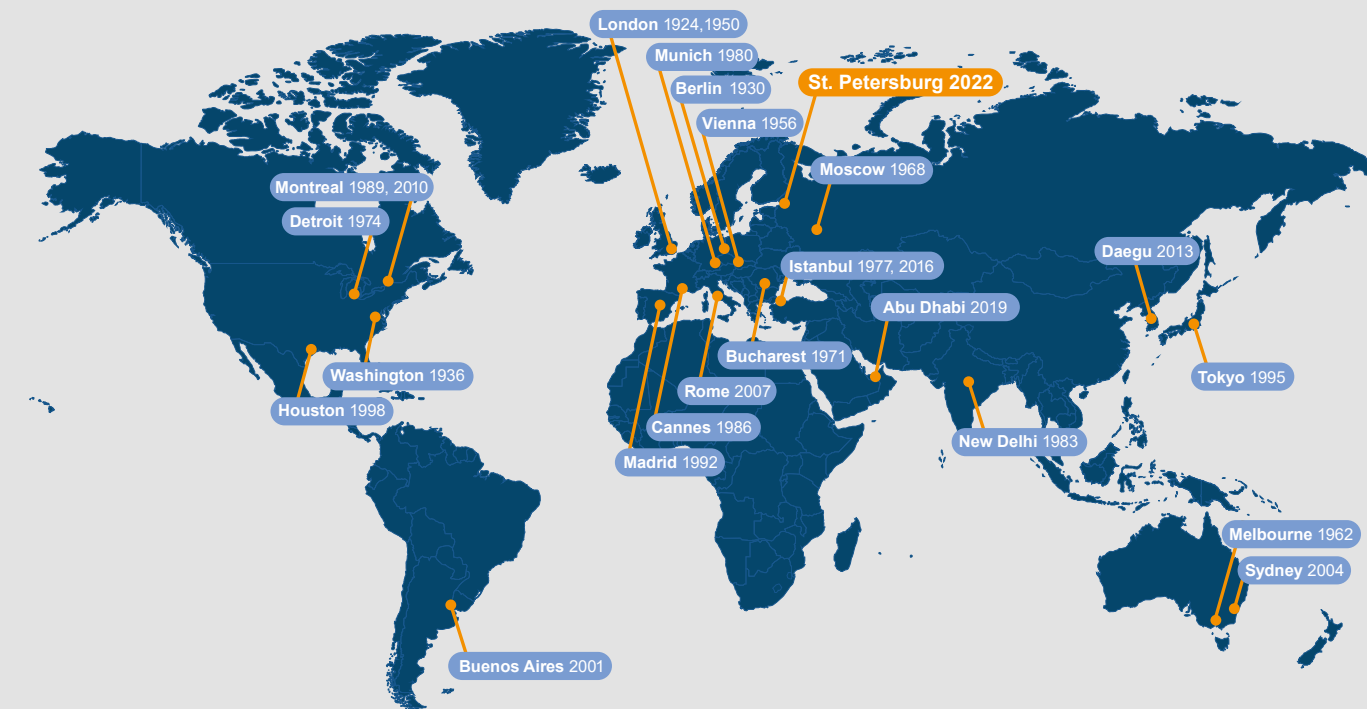 London 1924,1950
Munich 1980
Berlin 1930
St. Petersburg 2022
Vienna 1956
Moscow 1968
Montreal 1989, 2010
Detroit 1974
Daegu 2013
Istanbul 1977, 2016
Abu Dhabi 2019
Bucharest 1971
Washington 1936
Tokyo 1995
Rome 2007
Houston 1998
Cannes 1986
New Delhi 1983
Madrid 1992
Melbourne 1962
Sydney 2004
Buenos Aires 2001